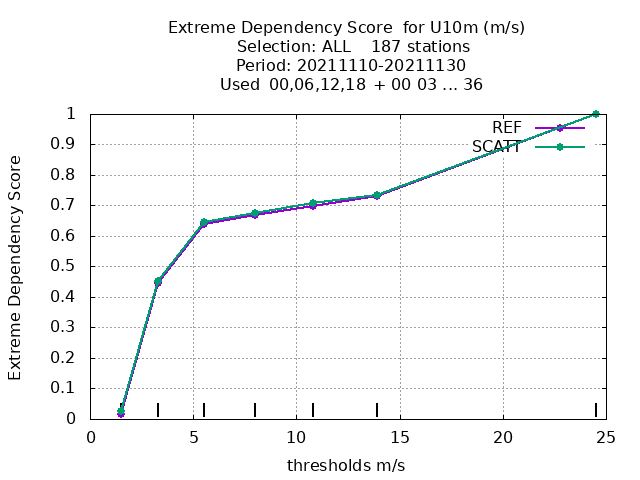 Extreme Dependency Score for U10m (m/s)
Selection: ALL 187 stations
Period: 20211110-20211130
Used 00,06,12,18 + 00 03 ... 36
REF
SCATT
Extreme Dependency Score
1
0.9
0.8
0.7
0.6
0.5
0.4
0.3
0.2
0.1
0
0 5 10 15 20 25
thresholds m/s